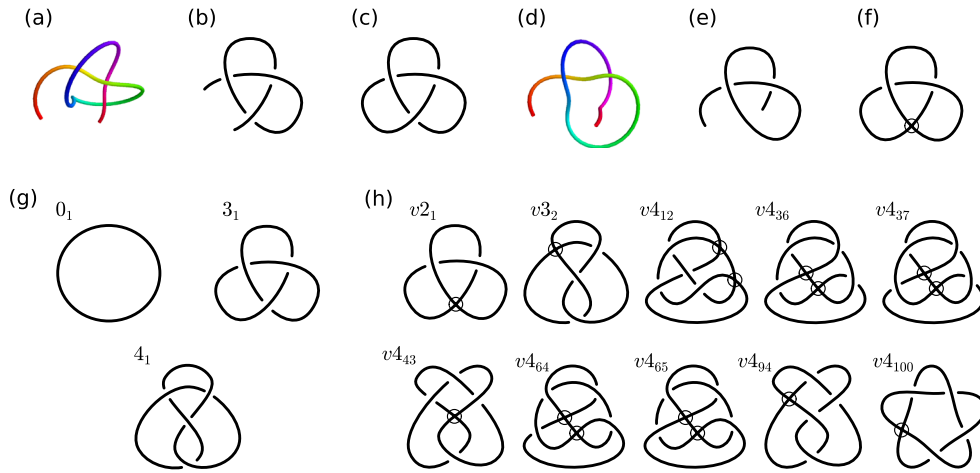 (a) (b) (c) (d) (e) (f)
(g) (h)
0₁ 3₁ v2₁ v3₂ v4₁₂ v4₃₆ v4₃₇
4₁ v4₄₃ v4₆₄ v4₆₅ v4₉₄ v4₁₀₀